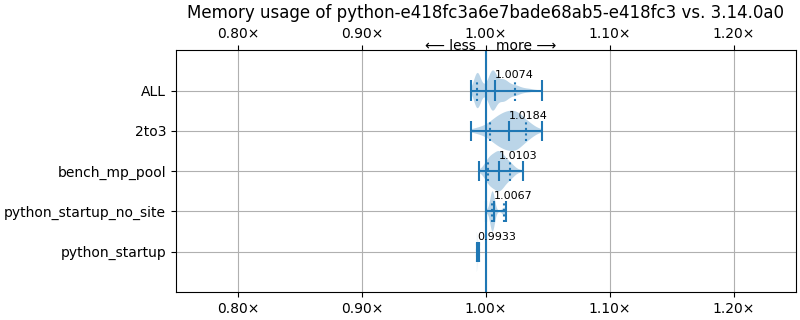 Memory usage of python-e418fc3a6e7bade68ab5-e418fc3 vs. 3.14.0a0
0.80× 0.90× 1.00× 1.10× 1.20×
⟵ less more ⟶
ALL 1.0074
2to3 1.0184
bench_mp_pool 1.0103
python_startup_no_site 1.0067
python_startup 0.9933
0.80× 0.90× 1.00× 1.10× 1.20×